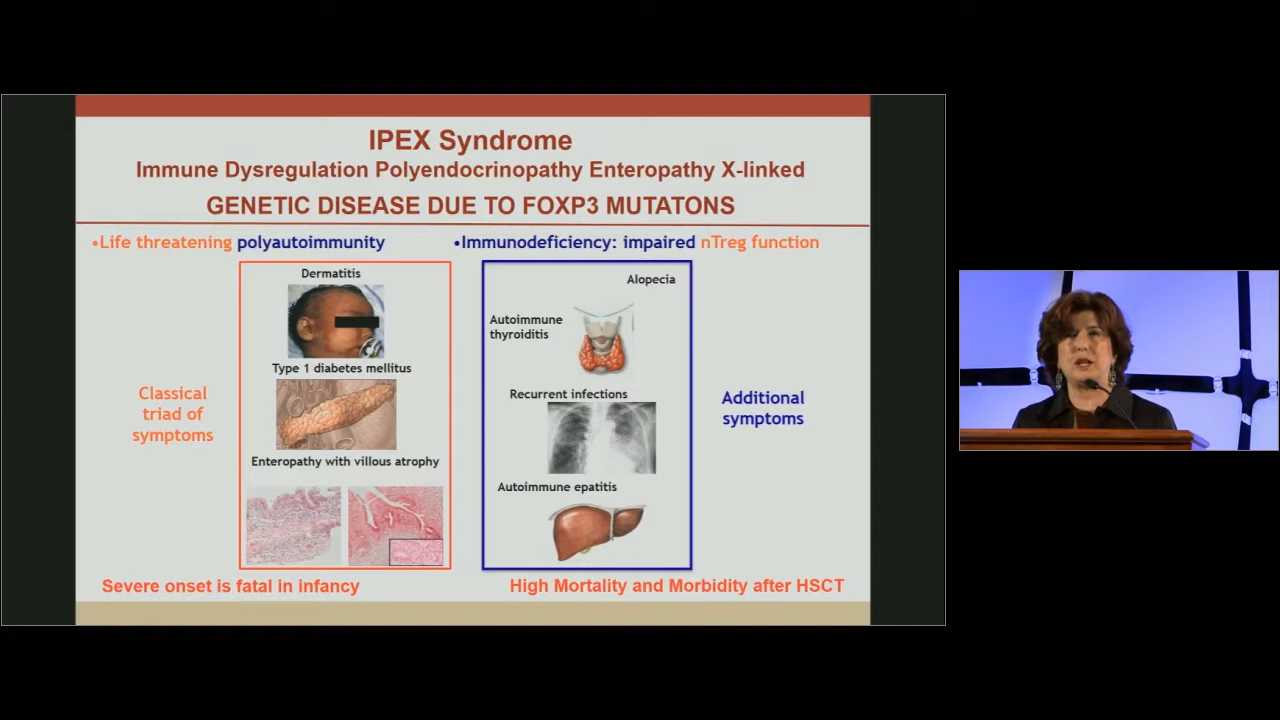 IPEX Syndrome
Immune Dysregulation Polyendocrinopathy Enteropathy X-linked
GENETIC DISEASE DUE TO FOXP3 MUTATONS
•Life threatening polyautoimmunity
•Immunodeficiency: impaired nTreg function
Classical
triad of
symptoms
Dermatitis
Type 1 diabetes mellitus
Enteropathy with villous atrophy
Alopecia
Autoimmune
thyroiditis
Recurrent infections
Autoimmune epatitis
Additional
symptoms
Severe onset is fatal in infancy
High Mortality and Morbidity after HSCT